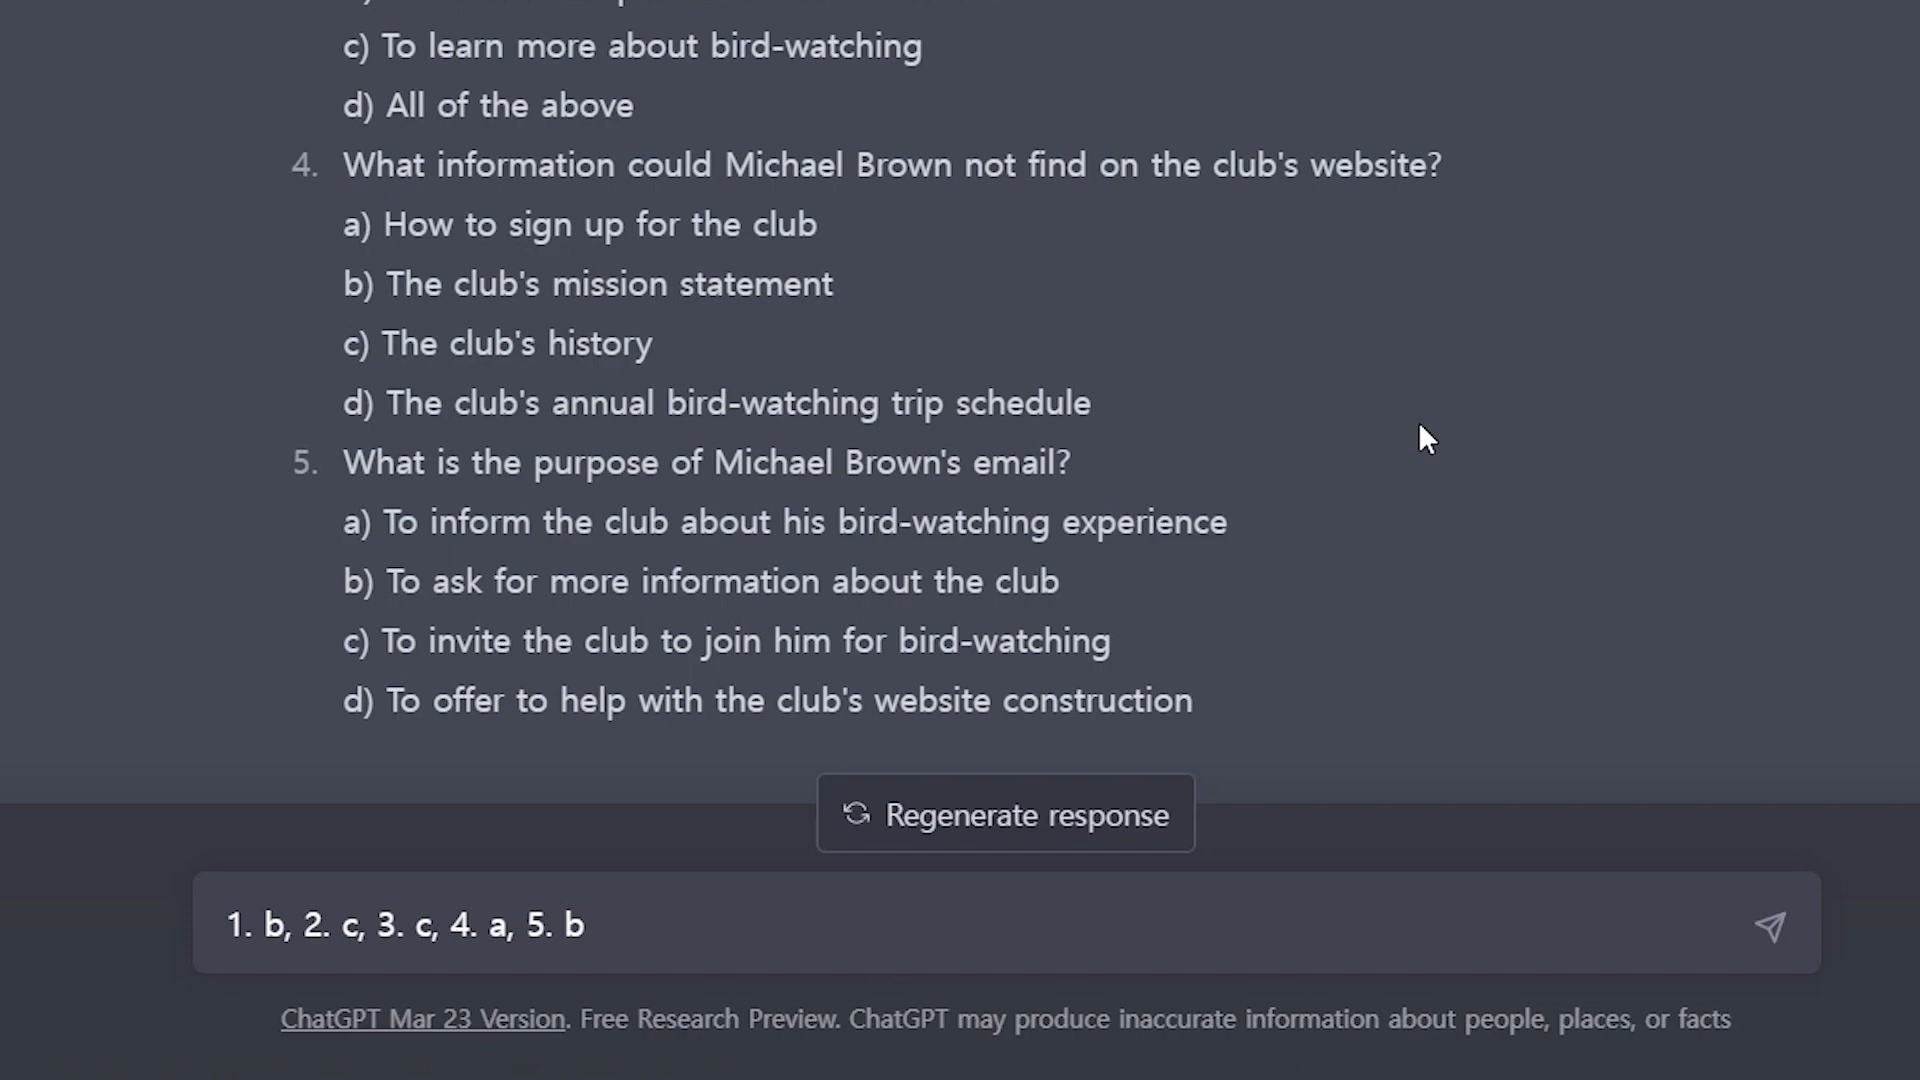 c) To learn more about bird-watching
d) All of the above
4. What information could Michael Brown not find on the club's website?
a) How to sign up for the club
b) The club's mission statement
c) The club's history
d) The club's annual bird-watching trip schedule
5. What is the purpose of Michael Brown's email?
a) To inform the club about his bird-watching experience
b) To ask for more information about the club
c) To invite the club to join him for bird-watching
d) To offer to help with the club's website construction
Regenerate response
1. b, 2. c, 3. c, 4. a, 5. b
ChatGPT Mar 23 Version. Free Research Preview. ChatGPT may produce inaccurate information about people, places, or facts